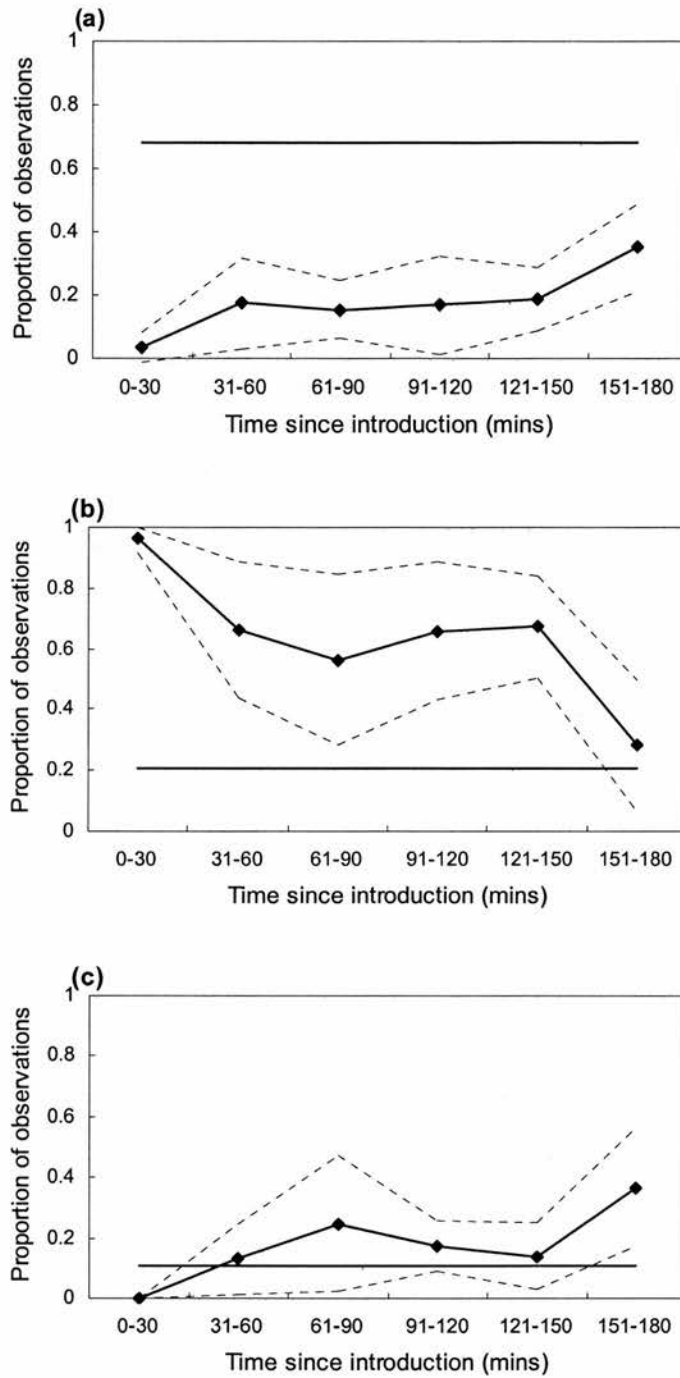 (a)
1
0.8
0.6
0.4
0.2
0
Proportion of observations
0-30 31-60 61-90 91-120 121-150 151-180
Time since introduction (mins)
(b)
1
0.8
0.6
0.4
0.2
0
Proportion of observations
0-30 31-60 61-90 91-120 121-150 151-180
Time since introduction (mins)
(c)
1
0.8
0.6
0.4
0.2
0
Proportion of observations
0-30 31-60 61-90 91-120 121-150 151-180
Time since introduction (mins)